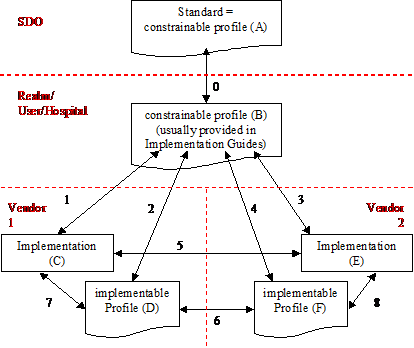 SDO
Standard =
constrainable profile (A)
0
Realm/
User/Hospital
constrainable profile (B)
(usually provided in
Implementation Guides)
1
2
4
3
Vendor
1
Vendor
2
Implementation
(C)
5
Implementation
(E)
7
implementable
Profile (D)
6
implementable
Profile (F)
8